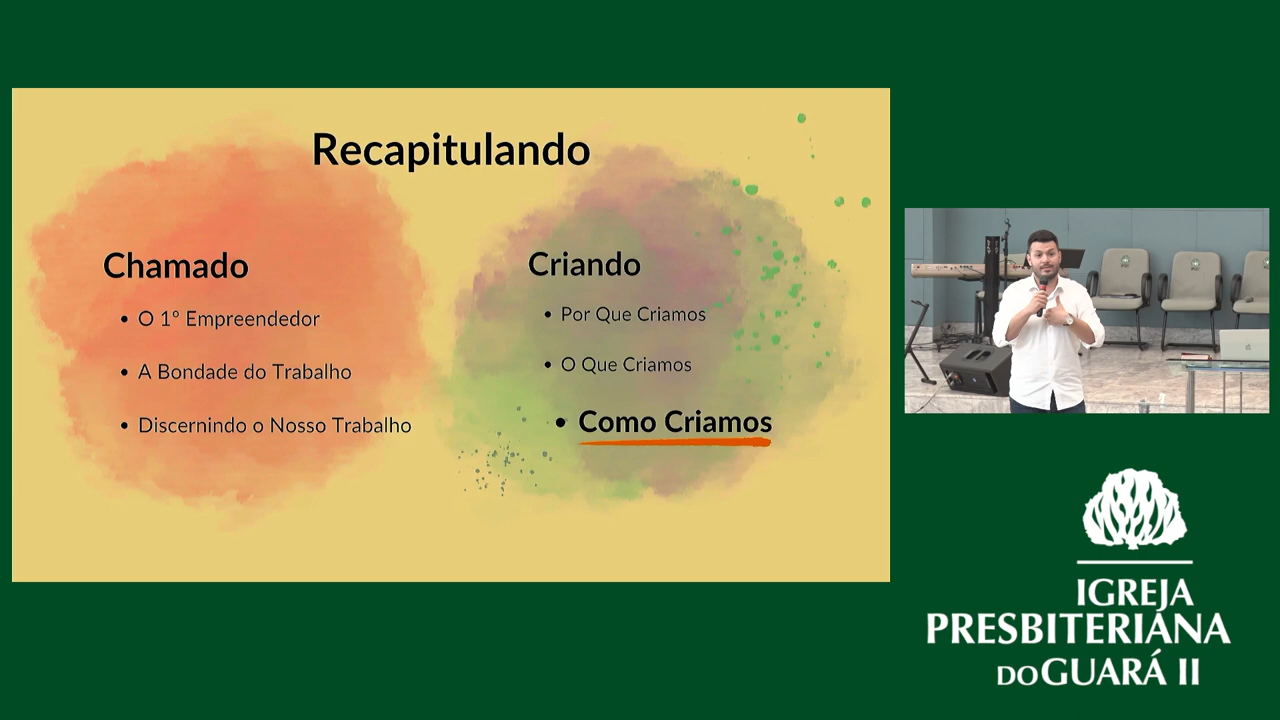 Recapitulando
Chamado
• O 1º Empreendedor
• A Bondade do Trabalho
• Discernindo o Nosso Trabalho
Criando
• Por Que Criamos
• O Que Criamos
• Como Criamos
IGREJA
PRESBITERIANA
DO GUARÁ II